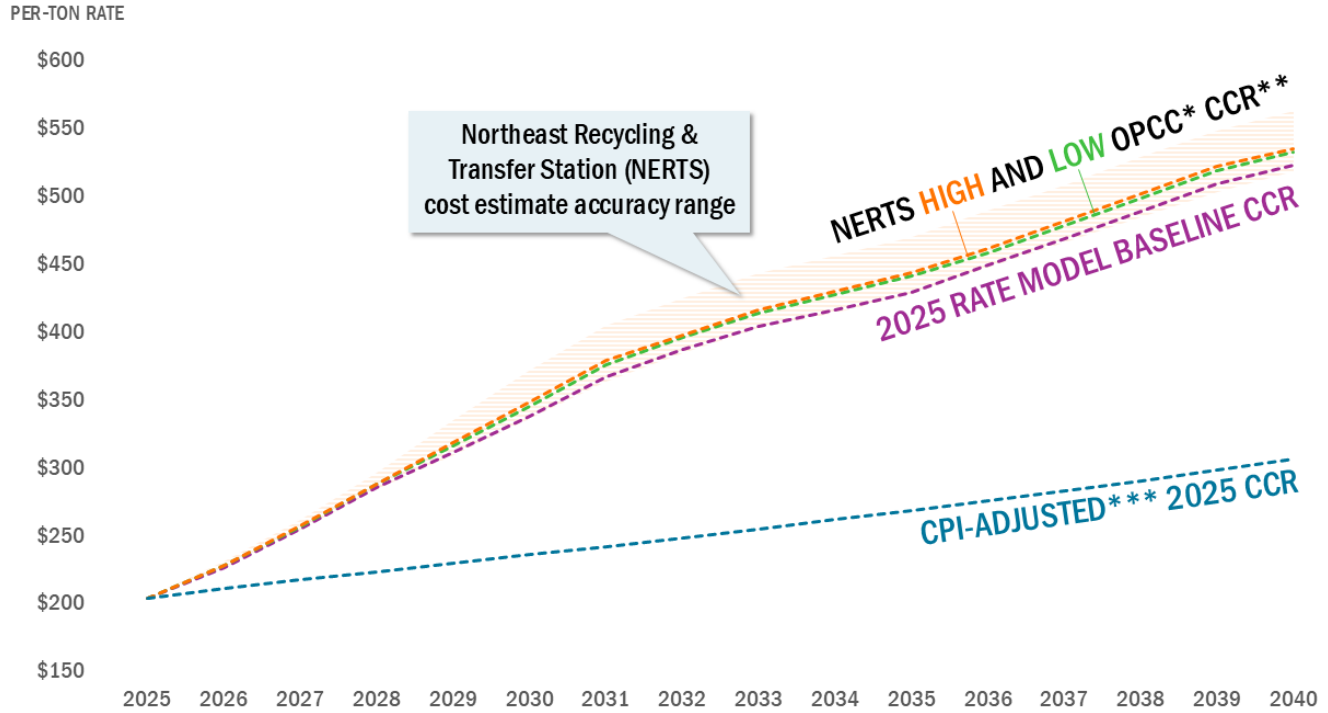 PER-TON RATE
$600
$550
$500
$450
$400
$350
$300
$250
$200
$150
Northeast Recycling &
Transfer Station (NERTS)
cost estimate accuracy range
NERTS HIGH AND LOW OPCC* CCR**
2025 RATE MODEL BASELINE CCR
CPI-ADJUSTED*** 2025 CCR
2025 2026 2027 2028 2029 2030 2031 2032 2033 2034 2035 2036 2037 2038 2039 2040